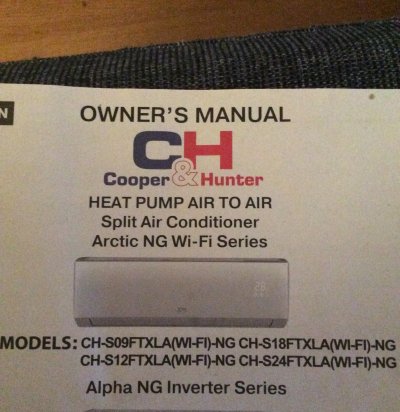 N
OWNER'S MANUAL
CH
Cooper&Hunter
HEAT PUMP AIR TO AIR
Split Air Conditioner
Arctic NG Wi-Fi Series
28
MODELS: CH-S09FTXLA(WI-FI)-NG CH-S18FTXLA(WI-FI)-NG
CH-S12FTXLA(WI-FI)-NG CH-S24FTXLA(WI-FI)-NG
Alpha NG Inverter Series